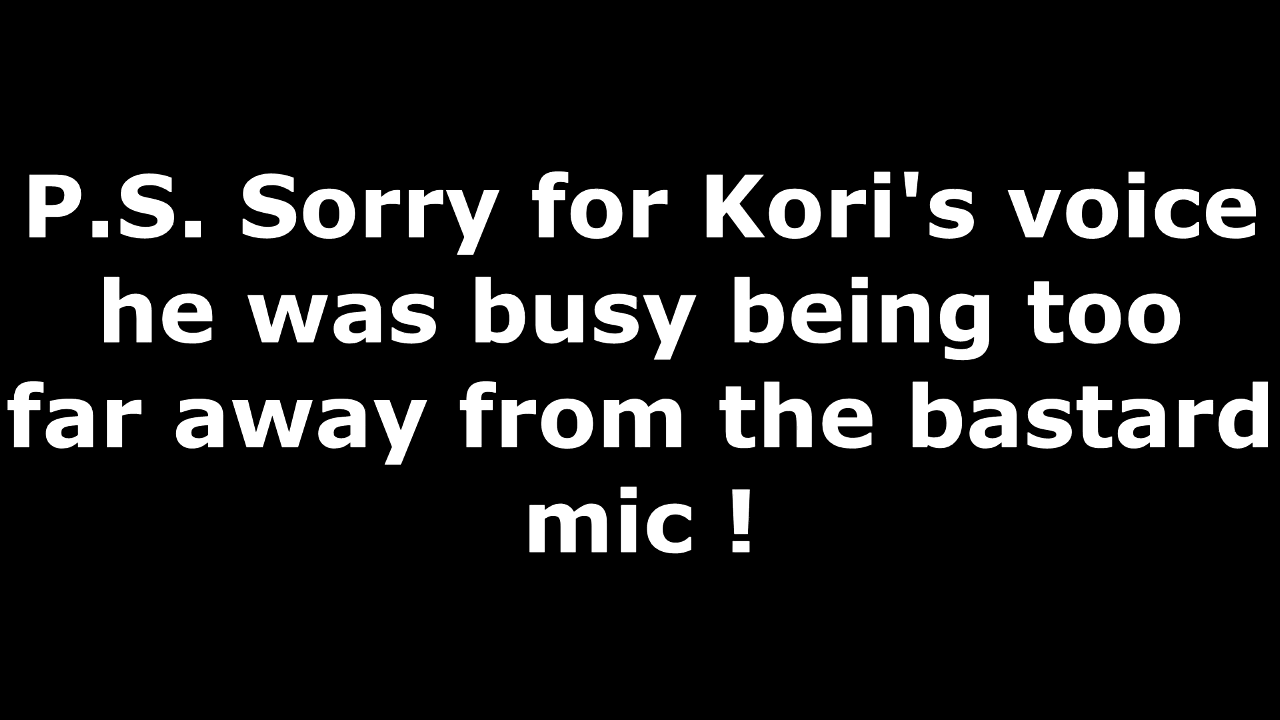 P.S. Sorry for Kori's voice
he was busy being too
far away from the bastard
mic !